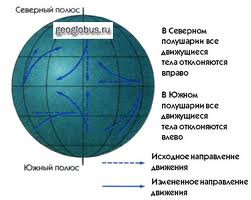 Северный полюс
geoglobus.ru
В Северном
полушарии все
движущиеся
тела отклоняются
вправо
В Южном
полушарии все
движущиеся
тела отклоняются
влево
Южный полюс
Исходное направление
движения
Измененное направление
движения